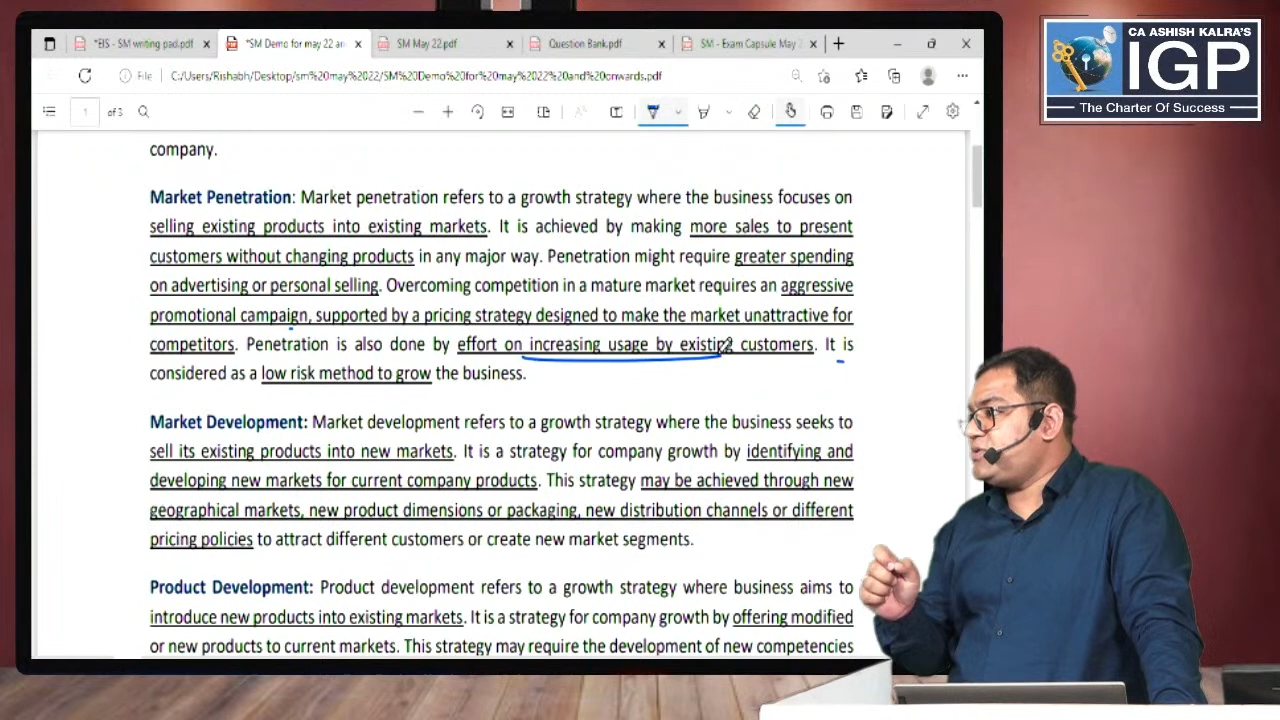 *EIS - SM writing pad.pdf
*SM Demo for may 22 an
SM May 22.pdf
Question Bank.pdf
SM - Exam Capsule May 2
File
C:/Users/Rishabh/Desktop/sm%20may%2022/SM%20Demo%20for%20may%2022%20and%20onwards.pdf
1 of 3
company.
Market Penetration: Market penetration refers to a growth strategy where the business focuses on
selling existing products into existing markets. It is achieved by making more sales to present
customers without changing products in any major way. Penetration might require greater spending
on advertising or personal selling. Overcoming competition in a mature market requires an aggressive
promotional campaign, supported by a pricing strategy designed to make the market unattractive for
competitors. Penetration is also done by effort on increasing usage by existing customers. It is
considered as a low risk method to grow the business.
Market Development: Market development refers to a growth strategy where the business seeks to
sell its existing products into new markets. It is a strategy for company growth by identifying and
developing new markets for current company products. This strategy may be achieved through new
geographical markets, new product dimensions or packaging, new distribution channels or different
pricing policies to attract different customers or create new market segments.
Product Development: Product development refers to a growth strategy where business aims to
introduce new products into existing markets. It is a strategy for company growth by offering modified
or new products to current markets. This strategy may require the development of new competencies
CA ASHISH KALRA'S
IGP
The Charter Of Success